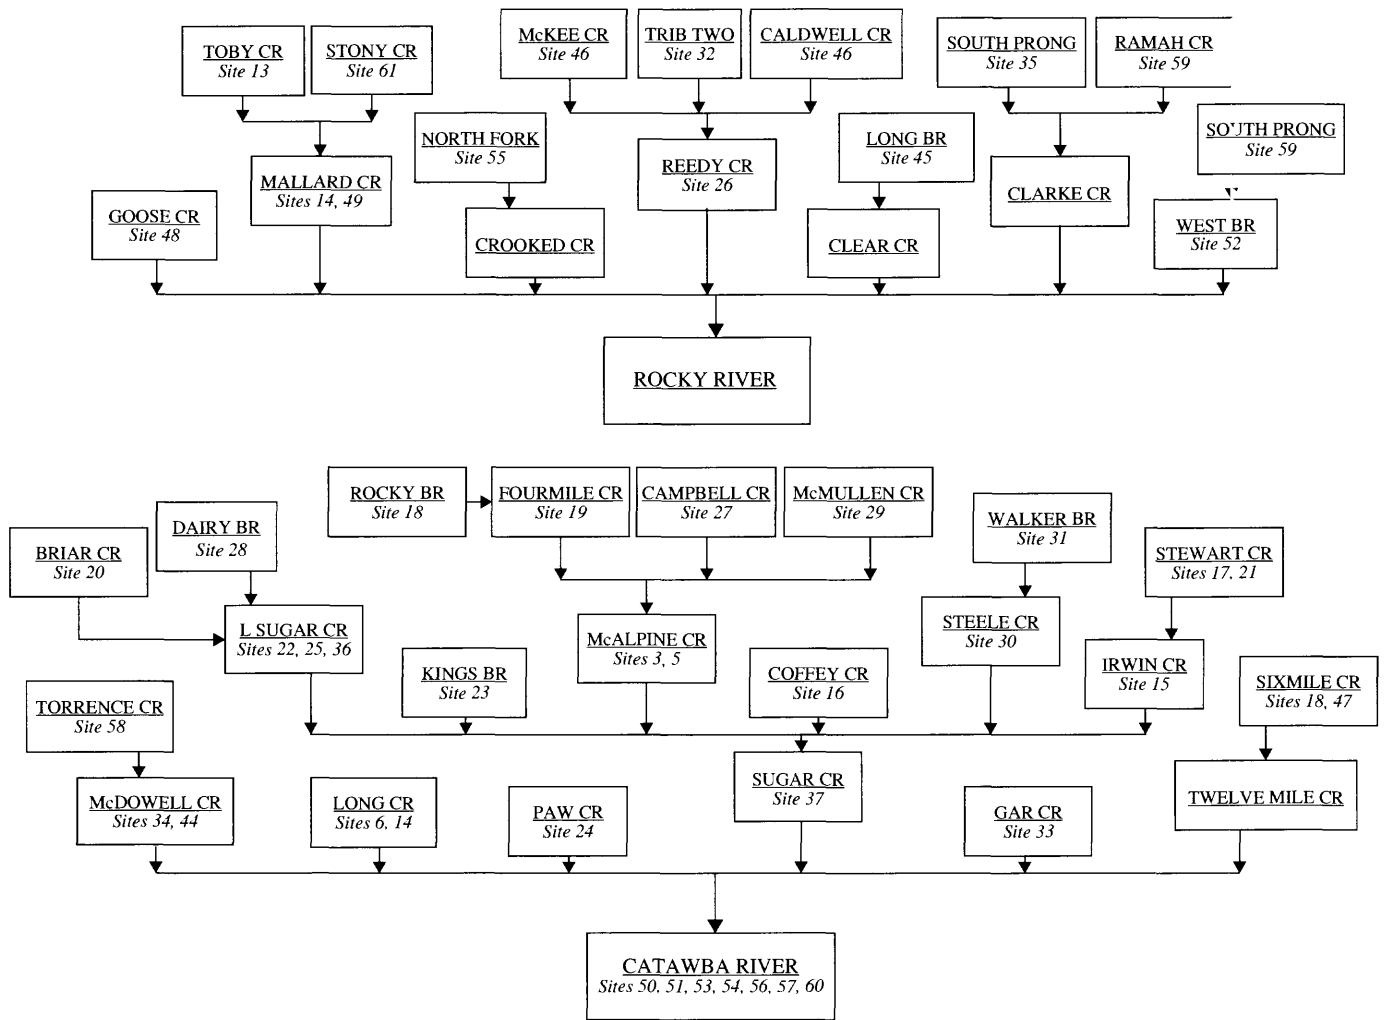 TOBY CR
Site 13
STONY CR
Site 61
McKEE CR
Site 46
TRIB TWO
Site 32
CALDWELL CR
Site 46
SOUTH PRONG
Site 35
RAMAH CR
Site 59
NORTH FORK
Site 55
LONG BR
Site 45
SOUTH PRONG
Site 59
GOOSE CR
Site 48
MALLARD CR
Sites 14, 49
CROOKED CR
REEDY CR
Site 26
CLEAR CR
CLARKE CR
WEST BR
Site 52
ROCKY RIVER
ROCKY BR
Site 18
FOURMILE CR
Site 19
CAMPBELL CR
Site 27
McMULLEN CR
Site 29
WALKER BR
Site 31
BRIAR CR
Site 20
DAIRY BR
Site 28
STEWART CR
Sites 17, 21
L SUGAR CR
Sites 22, 25, 36
KINGS BR
Site 23
McALPINE CR
Sites 3, 5
COFFEY CR
Site 16
STEELE CR
Site 30
IRWIN CR
Site 15
SIXMILE CR
Sites 18, 47
TORRENCE CR
Site 58
McDOWELL CR
Sites 34, 44
LONG CR
Sites 6, 14
PAW CR
Site 24
SUGAR CR
Site 37
GAR CR
Site 33
TWELVE MILE CR
CATAWBA RIVER
Sites 50, 51, 53, 54, 56, 57, 60